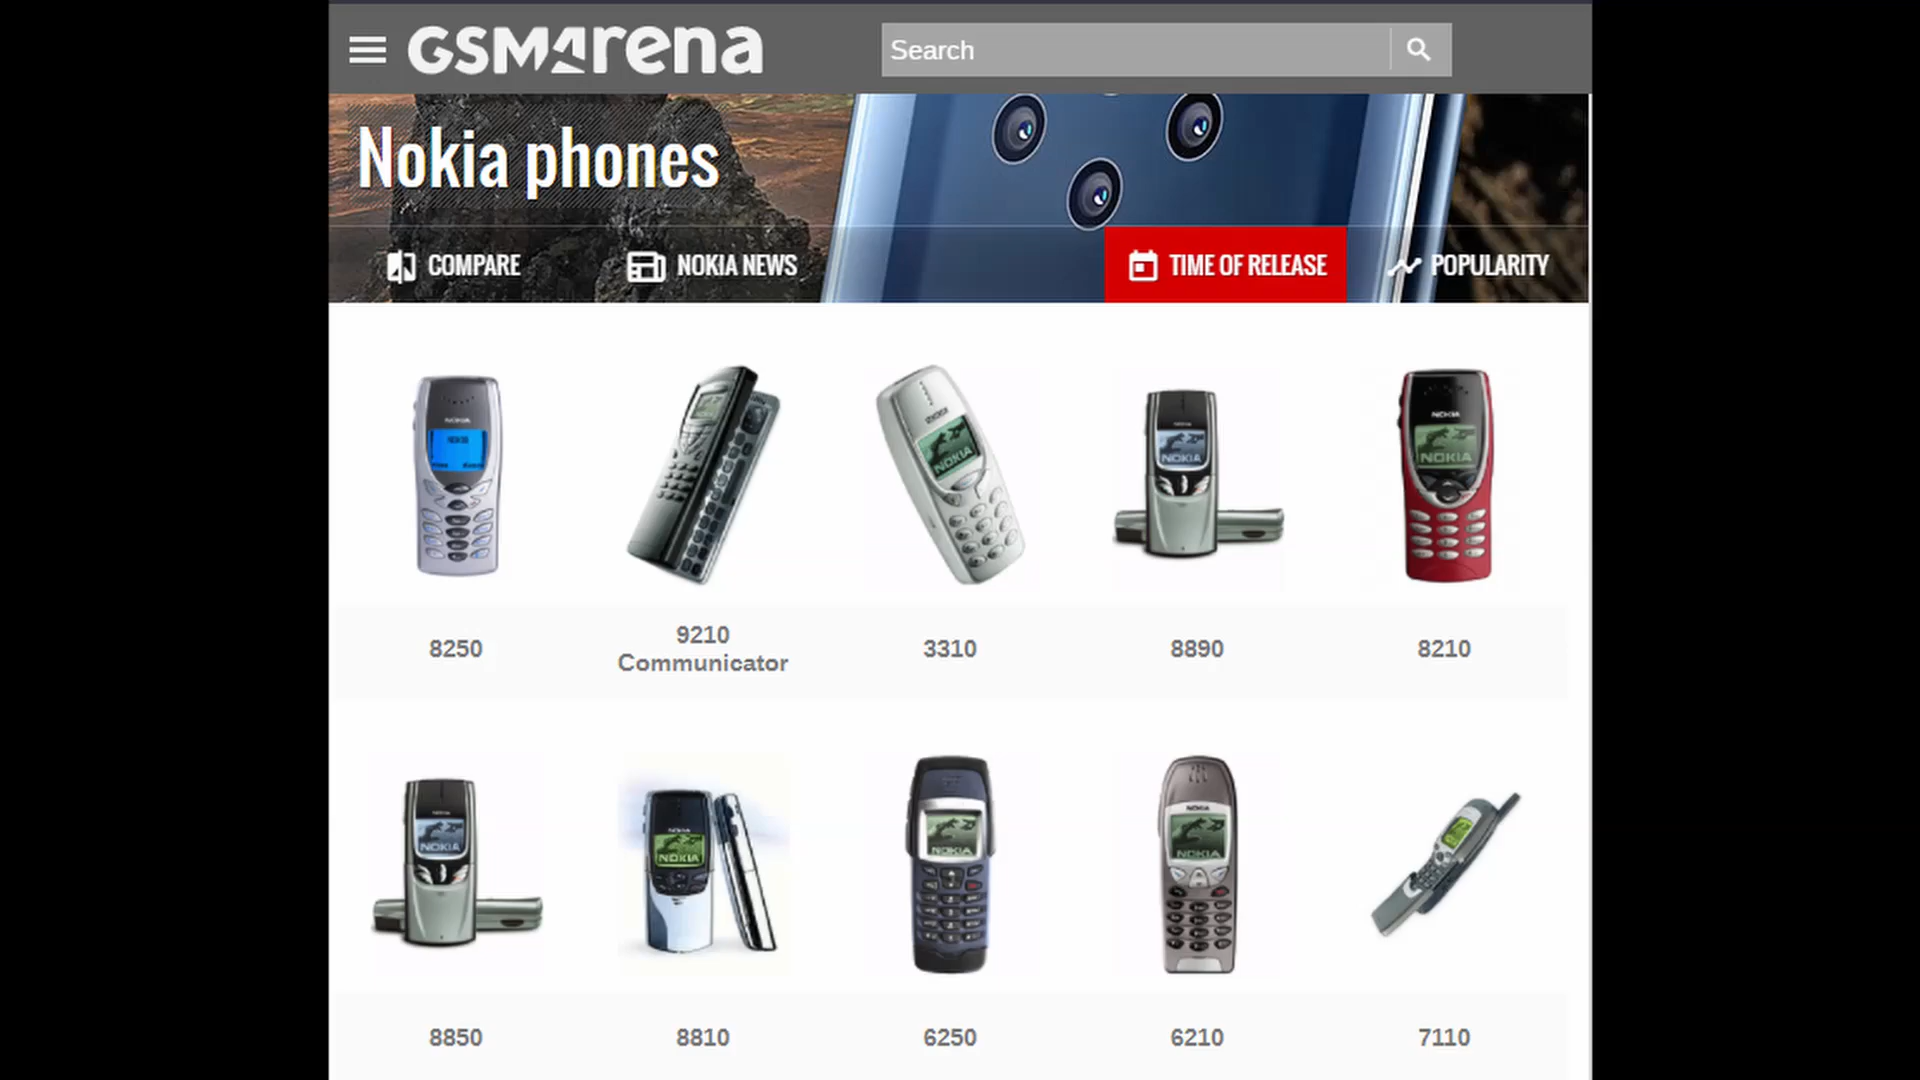 GSMArena
Search
Nokia phones
COMPARE
NOKIA NEWS
TIME OF RELEASE
POPULARITY
8250
9210
Communicator
3310
8890
8210
8850
8810
6250
6210
7110